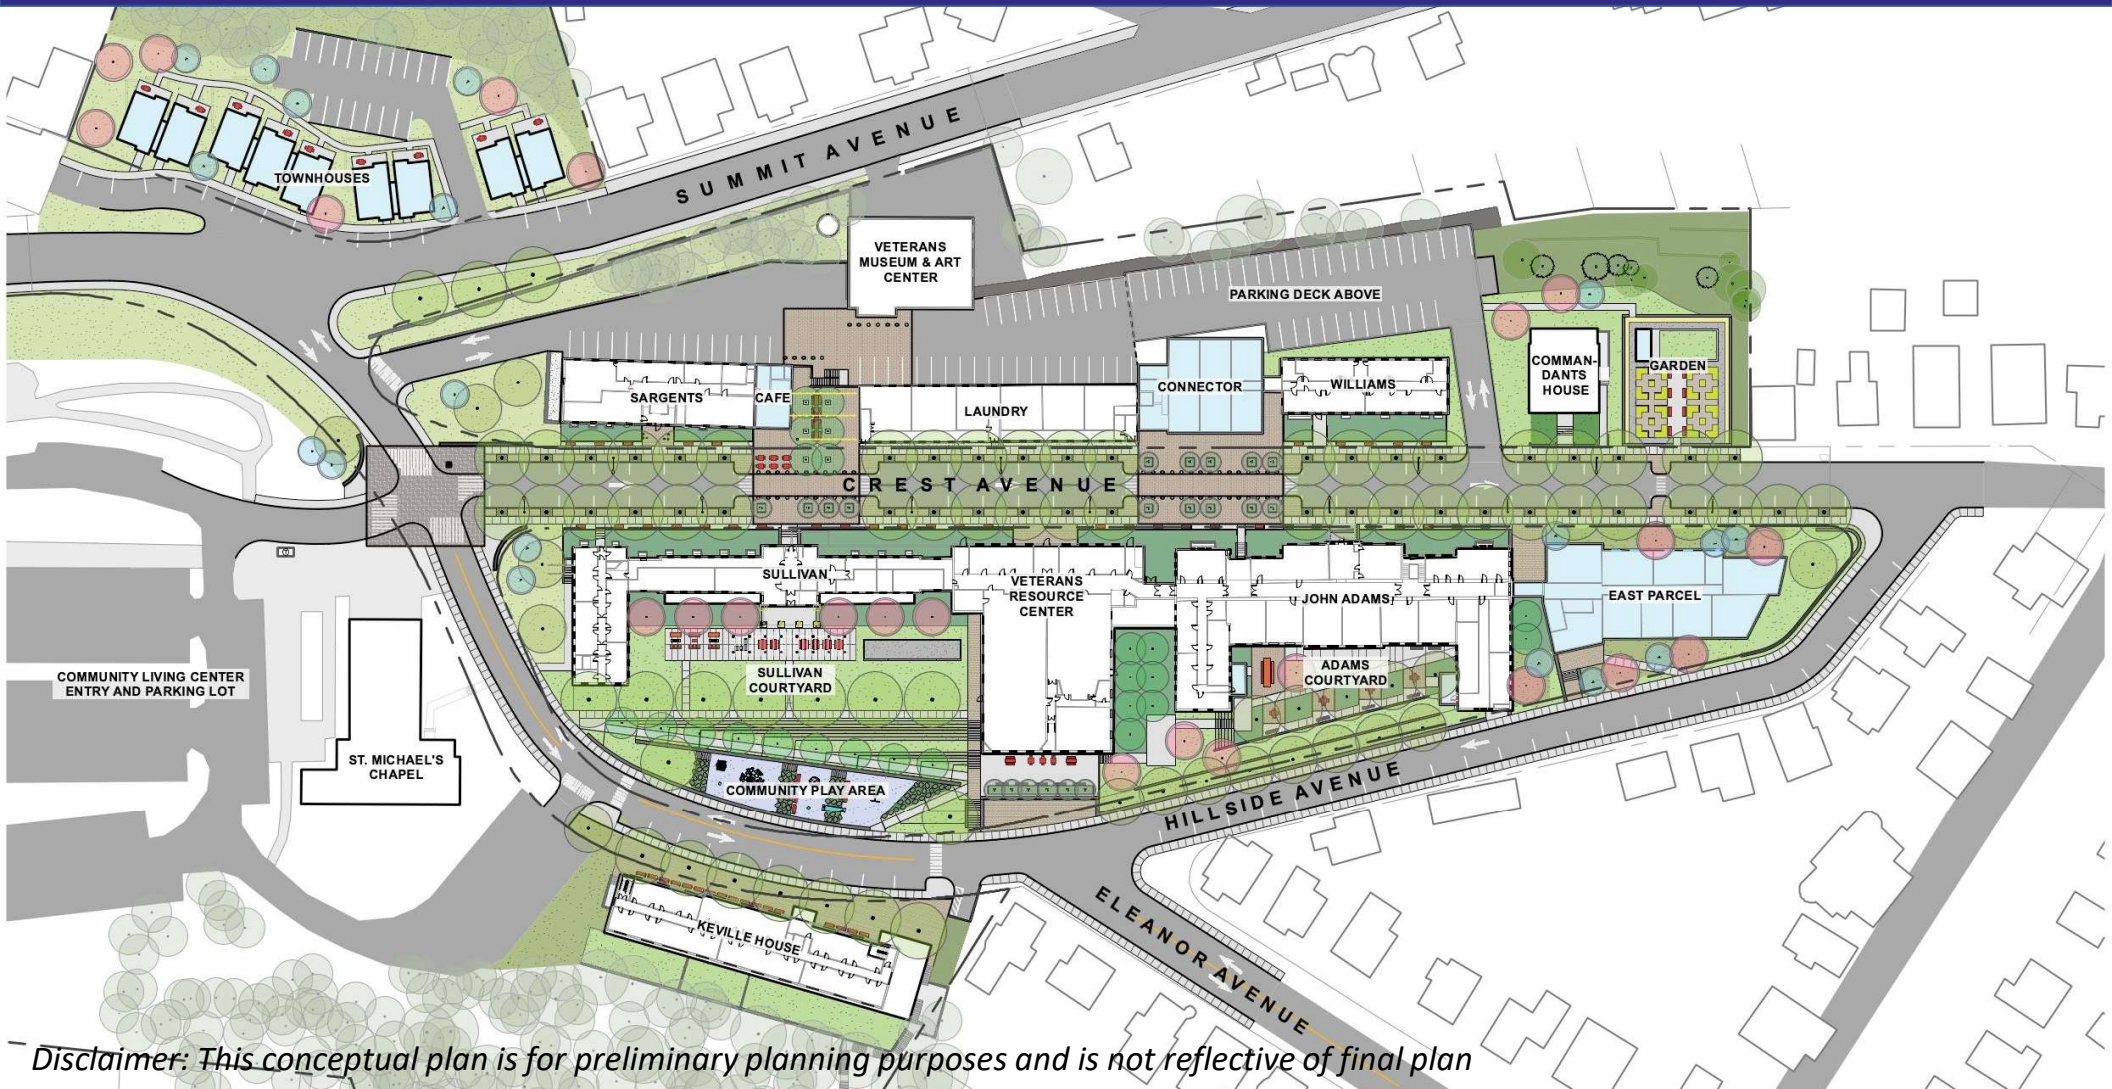 SUMMIT AVENUE
TOWNHOUSES
VETERANS
MUSEUM & ART
CENTER
PARKING DECK ABOVE
SARGENTS
CAFE
LAUNDRY
CONNECTOR
WILLIAMS
COMMAN-
DANTS
HOUSE
GARDEN
CREST AVENUE
SULLIVAN
VETERANS
RESOURCE
CENTER
JOHN ADAMS
EAST PARCEL
SULLIVAN
COURTYARD
ADAMS
COURTYARD
COMMUNITY LIVING CENTER
ENTRY AND PARKING LOT
ST. MICHAEL'S
CHAPEL
COMMUNITY PLAY AREA
HILLSIDE AVENUE
KEVILLE HOUSE
ELEANOR AVENUE
Disclaimer: This conceptual plan is for preliminary planning purposes and is not reflective of final plan